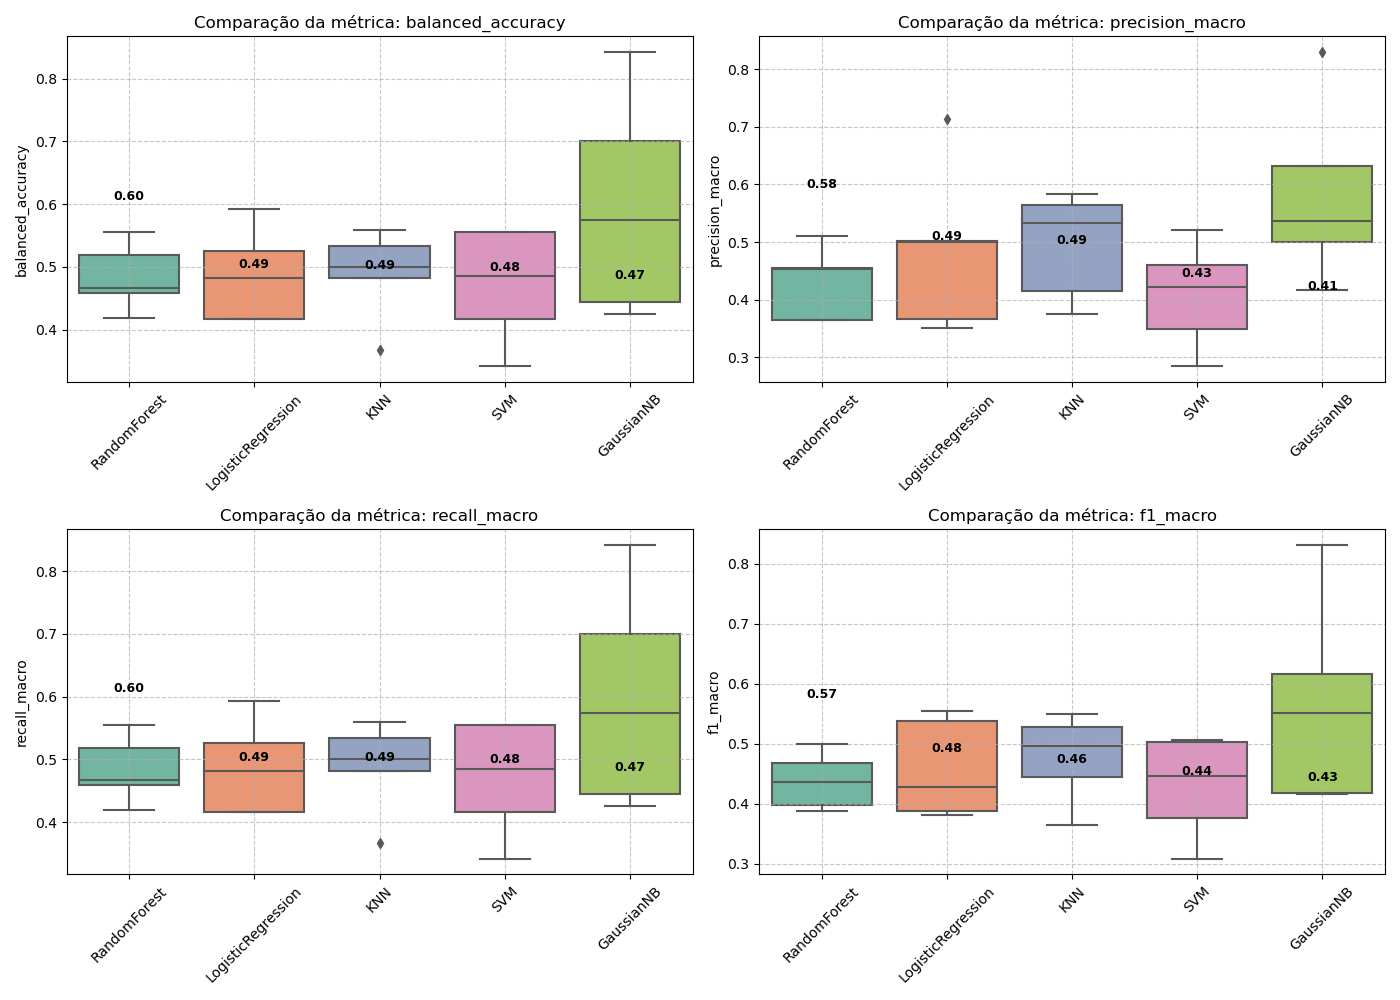 Comparação da métrica: balanced_accuracy
balanced_accuracy
0.8
0.7
0.6
0.5
0.4
0.60
0.49
0.49
0.48
0.47
RandomForest
LogisticRegression
KNN
SVM
GaussianNB
Comparação da métrica: precision_macro
precision_macro
0.8
0.7
0.6
0.5
0.4
0.3
0.58
0.49
0.49
0.43
0.41
RandomForest
LogisticRegression
KNN
SVM
GaussianNB
Comparação da métrica: recall_macro
recall_macro
0.8
0.7
0.6
0.5
0.4
0.60
0.49
0.49
0.48
0.47
RandomForest
LogisticRegression
KNN
SVM
GaussianNB
Comparação da métrica: f1_macro
f1_macro
0.8
0.7
0.6
0.5
0.4
0.3
0.57
0.48
0.46
0.44
0.43
RandomForest
LogisticRegression
KNN
SVM
GaussianNB